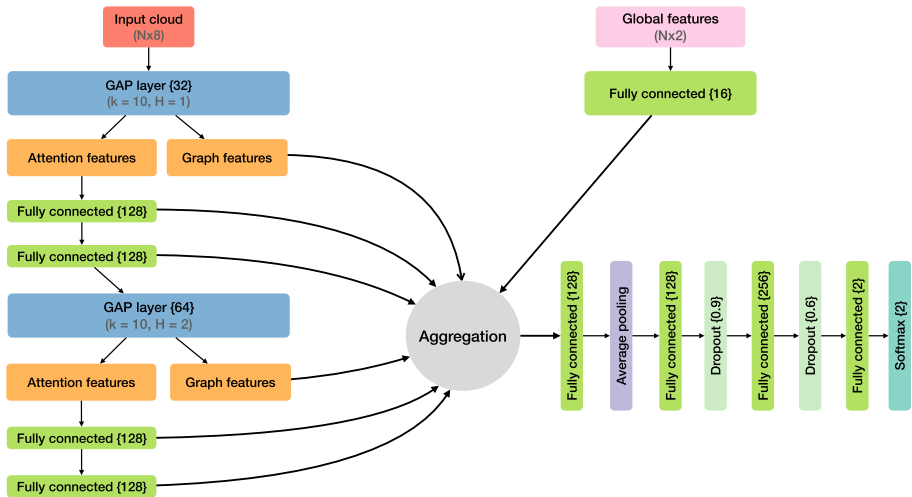 Input cloud
(Nx8)
GAP layer {32}
(k = 10, H = 1)
Attention features
Graph features
Fully connected {128}
Fully connected {128}
GAP layer {64}
(k = 10, H = 2)
Attention features
Graph features
Fully connected {128}
Fully connected {128}
Global features
(Nx2)
Fully connected {16}
Aggregation
Fully connected {128}
Average pooling
Fully connected {128}
Dropout {0.9}
Fully connected {256}
Dropout {0.6}
Fully connected {2}
Softmax {2}